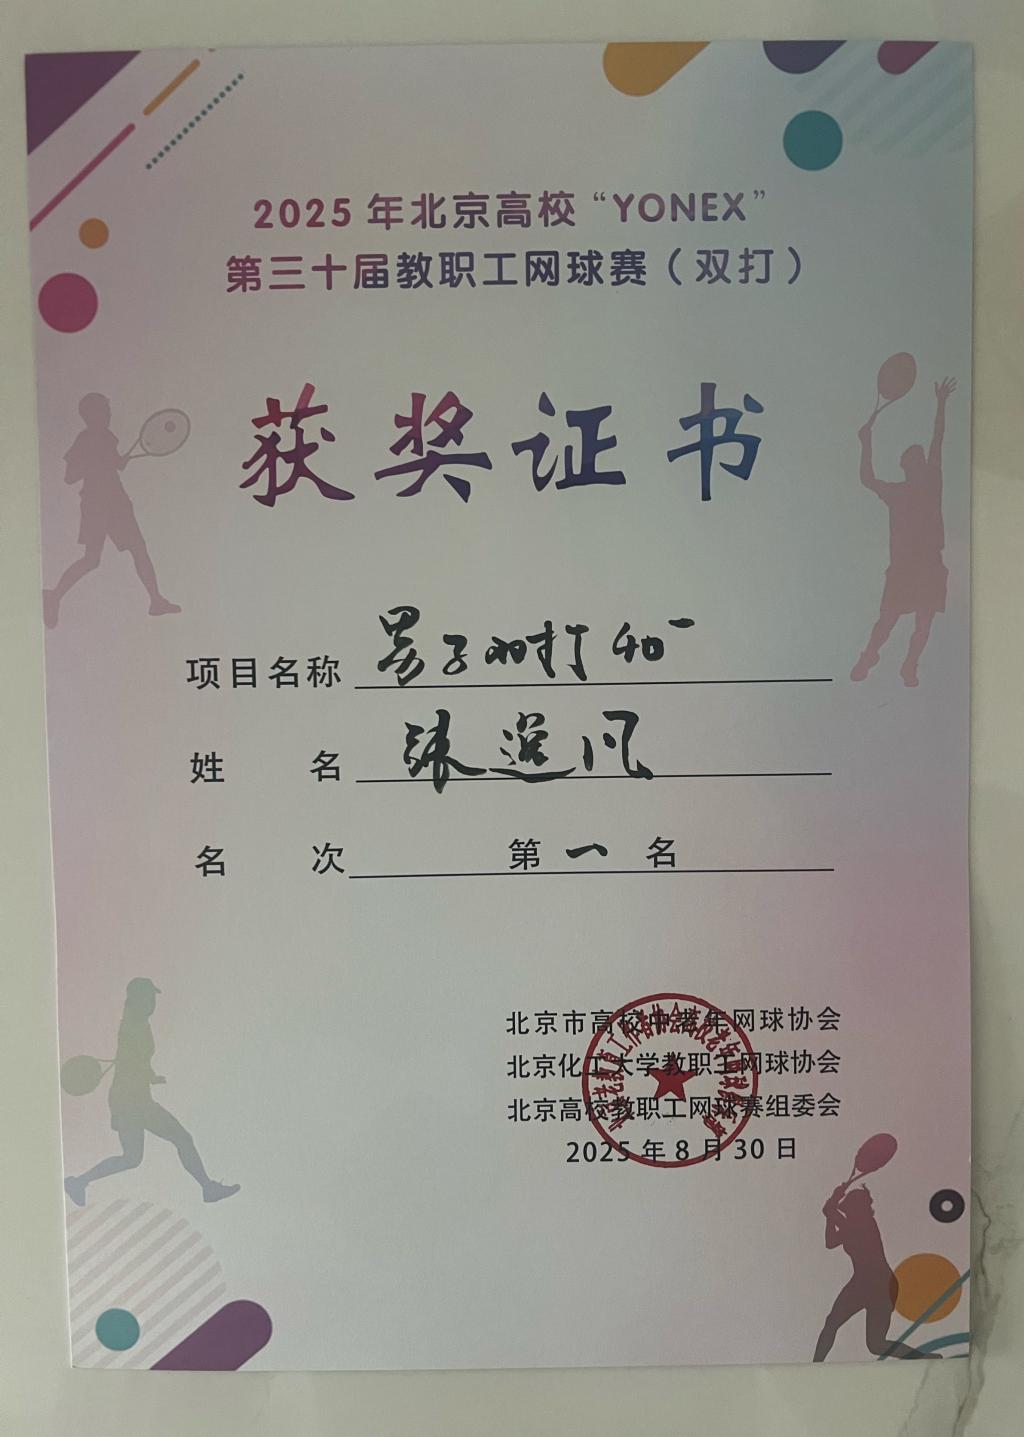 2025 年北京高校“YONEX”
第三十届教职工网球赛（双打）
获奖证书
项目名称 男子双打
姓 名 张 凡
名 次 第 一 名
北京市高校中老年网球协会
北京化工大学教职工网球协会
北京高校教职工网球赛组委会
2025 年 8 月 30 日